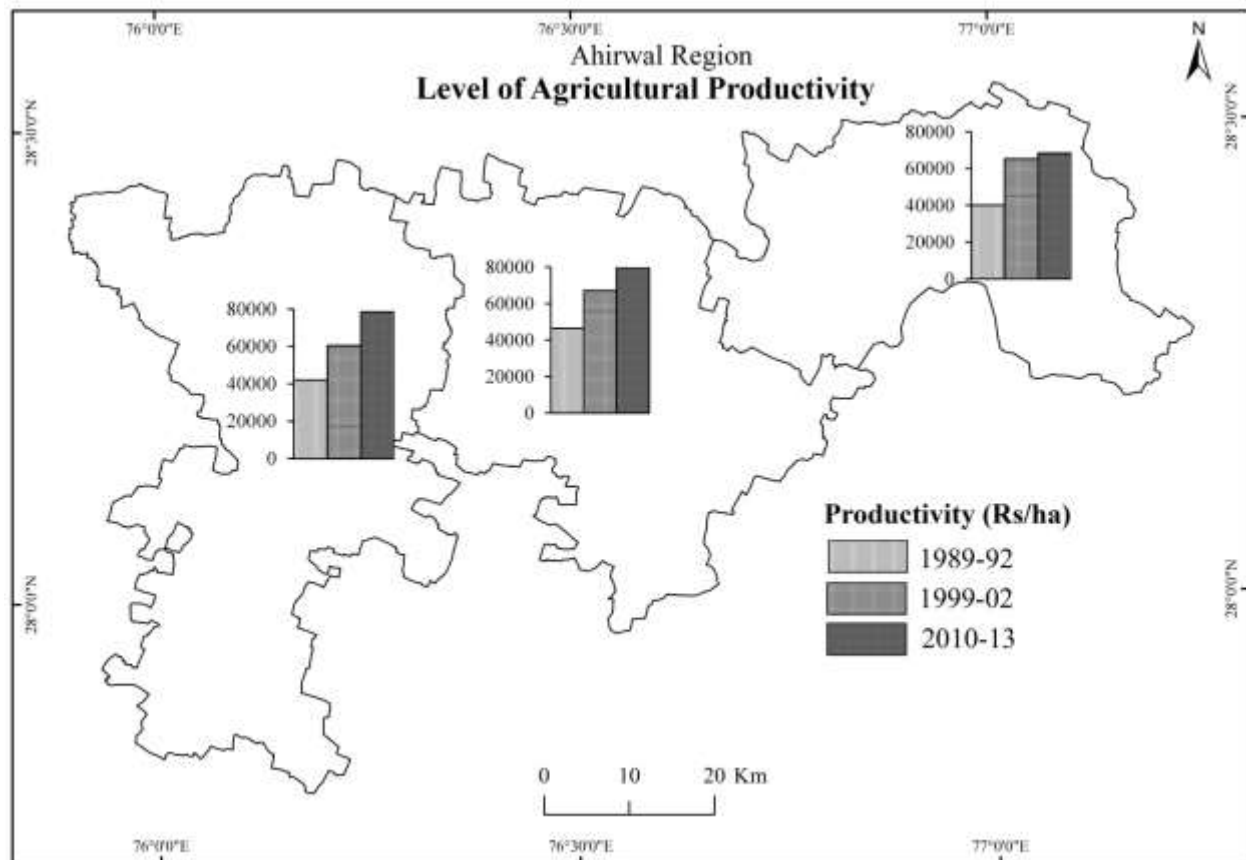 76°0'0"E
76°30'0"E
77°0'0"E
N
Ahirwal Region
Level of Agricultural Productivity
28°30'0"N
28°30'0"N
80000
60000
40000
20000
0
80000
60000
40000
20000
0
80000
60000
40000
20000
0
Productivity (Rs/ha)
1989-92
1999-02
2010-13
28°0'0"N
28°0'0"N
0 10 20 Km
76°0'0"E
76°30'0"E
77°0'0"E